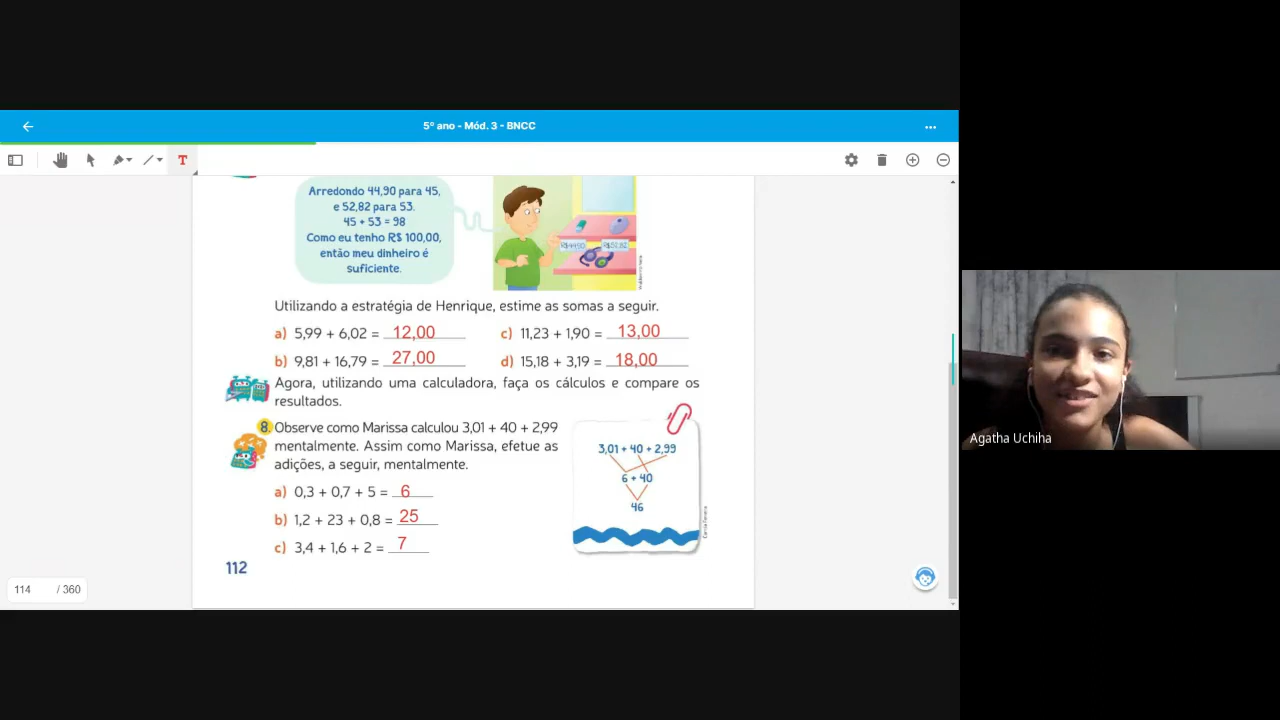 5º ano - Mód. 3 - BNCC
T
Arredondo 44,90 para 45,
e 52,82 para 53.
45 + 53 = 98
Como eu tenho R$ 100,00,
então meu dinheiro é
suficiente.
R$44,90 R$52,82
Utilizando a estratégia de Henrique, estime as somas a seguir.
a) 5,99 + 6,02 = 12,00
c) 11,23 + 1,90 = 13,00
b) 9,81 + 16,79 = 27,00
d) 15,18 + 3,19 = 18,00
Agora, utilizando uma calculadora, faça os cálculos e compare os
resultados.
8. Observe como Marissa calculou 3,01 + 40 + 2,99
mentalmente. Assim como Marissa, efetue as
adições, a seguir, mentalmente.
a) 0,3 + 0,7 + 5 = 6
b) 1,2 + 23 + 0,8 = 25
c) 3,4 + 1,6 + 2 = 7
3,01 + 40 + 2,99
6 + 40
46
112
114 / 360
Agatha Uchiha